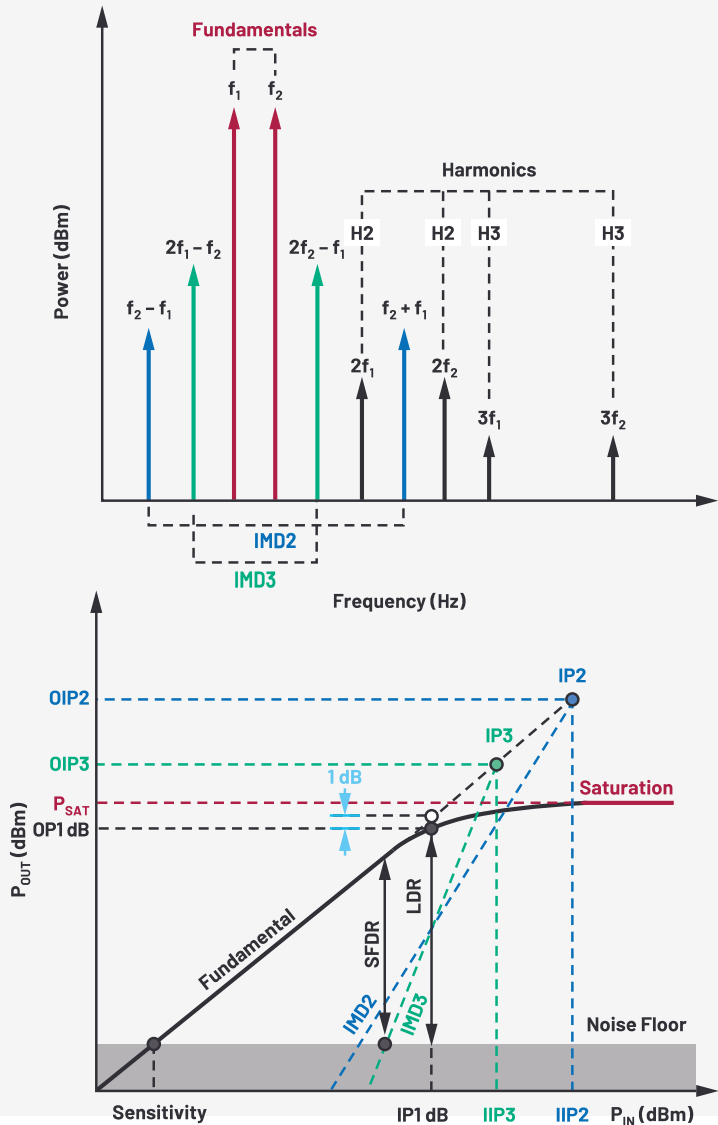 Fundamentals
f1 f2
Harmonics
H2 H2 H3 H3
2f1 – f2 2f2 – f1
f2 – f1 f2 + f1
2f1 2f2
3f1 3f2
Power (dBm)
IMD2
IMD3
Frequency (Hz)
IP2
OIP2
IP3
OIP3
1 dB
Saturation
PSAT
OP1 dB
POUT (dBm)
Fundamental
SFDR
LDR
IMD2
IMD3
Noise Floor
Sensitivity IP1 dB IIP3 IIP2 PIN (dBm)